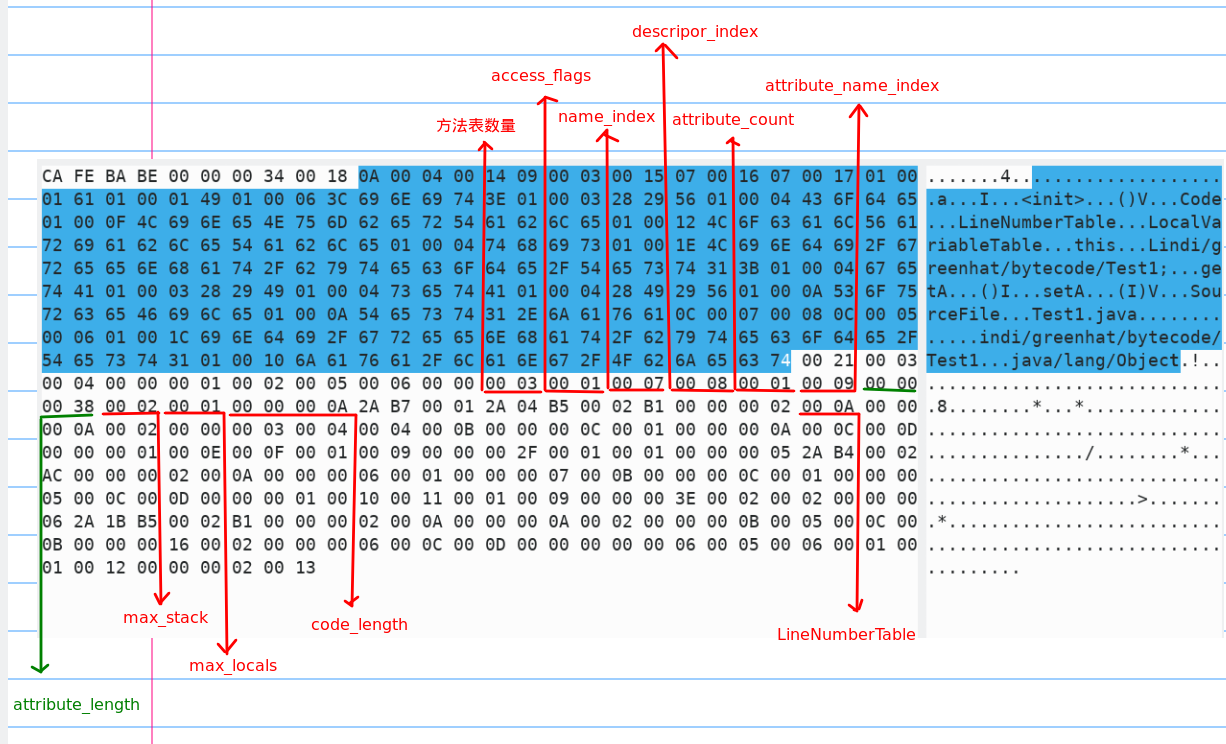 descripor_index
access_flags
attribute_name_index
方法表数量
name_index
attribute_count
CA FE BA BE 00 00 00 34 00 18 0A 00 04 00 14 09 00 03 00 15 07 00 16 07 00 17 01 00 .......4....................
01 61 01 00 01 49 01 00 06 3C 69 6E 69 74 3E 01 00 03 28 29 56 01 00 04 43 6F 64 65 .a...I...<init>...()V...Code
01 00 0F 4C 69 6E 65 4E 75 6D 62 65 72 54 61 62 6C 65 01 00 12 4C 6F 63 61 6C 56 61 ...LineNumberTable...LocalVa
72 69 61 62 6C 65 54 61 62 6C 65 01 00 04 74 68 69 73 01 00 1E 4C 69 6E 64 69 2F 67 riableTable...this...Lindi/g
72 65 65 6E 68 61 74 2F 62 79 74 65 63 6F 64 65 2F 54 65 73 74 31 3B 01 00 04 67 65 reenhat/bytecode/Test1;...ge
74 41 01 00 03 28 29 49 01 00 04 73 65 74 41 01 00 04 28 49 29 56 01 00 0A 53 6F 75 tA...()I...setA...(I)V...Sou
72 63 65 46 69 6C 65 01 00 0A 54 65 73 74 31 2E 6A 61 76 61 0C 00 07 00 08 0C 00 05 rceFile...Test1.java........
00 06 01 00 1C 69 6E 64 69 2F 67 72 65 65 6E 68 61 74 2F 62 79 74 65 63 6F 64 65 2F .....indi/greenhat/bytecode/
54 65 73 74 31 01 00 10 6A 61 76 61 2F 6C 61 6E 67 2F 4F 62 6A 65 63 74 00 21 00 03 Test1...java/lang/Object.!..
00 04 00 00 00 01 00 02 00 05 00 06 00 00 00 03 00 01 00 07 00 08 00 01 00 09 00 00 ............................
00 38 00 02 00 01 00 00 00 0A 2A B7 00 01 2A 04 B5 00 02 B1 00 00 00 02 00 0A 00 00 .8........*...*.............
00 0A 00 02 00 00 00 03 00 04 00 04 00 0B 00 00 00 0C 00 01 00 00 00 0A 00 0C 00 0D ............................
00 00 00 01 00 0E 00 0F 00 01 00 09 00 00 00 2F 00 01 00 01 00 00 00 05 2A B4 00 02 .............../........*...
AC 00 00 00 02 00 0A 00 00 00 06 00 01 00 00 00 07 00 0B 00 00 00 0C 00 01 00 00 00 ............................
05 00 0C 00 0D 00 00 00 01 00 10 00 11 00 01 00 09 00 00 00 3E 00 02 00 02 00 00 00 ....................>.......
06 2A 1B B5 00 02 B1 00 00 00 02 00 0A 00 00 00 0A 00 02 00 00 00 0B 00 05 00 0C 00 .*..........................
0B 00 00 00 16 00 02 00 00 00 06 00 0C 00 0D 00 00 00 00 00 06 00 05 00 06 00 01 00 ............................
01 00 12 00 00 00 02 00 13 .........
max_stack
code_length
LineNumberTable
max_locals
attribute_length